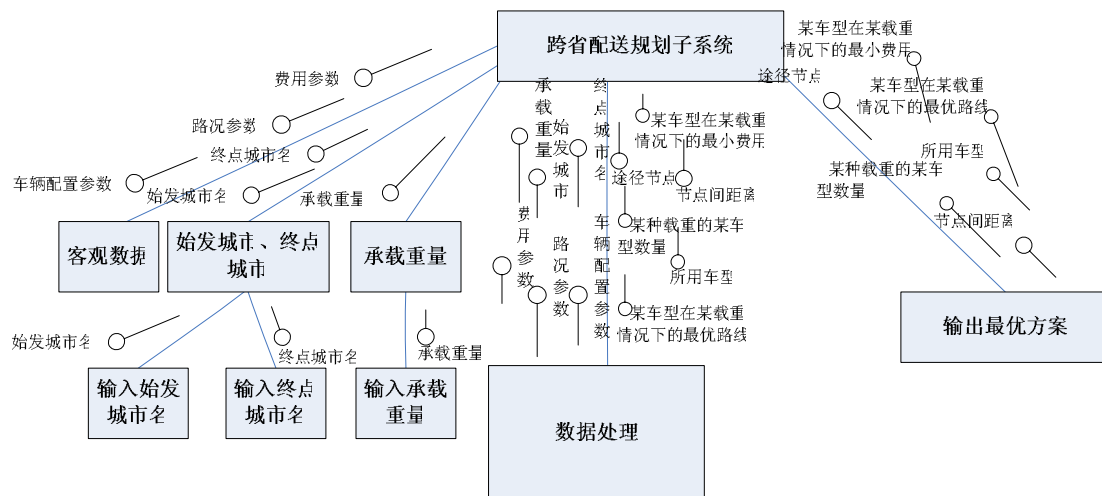 跨省配送规划子系统
费用参数
路况参数
终点城市名
车辆配置参数
始发城市名
承载重量
客观数据
始发城市、终点
城市
承载重量
始发城市名
终点城市名
承载重量
输入始发
城市名
输入终点
城市名
输入承载
重量
承载重量
始发城市
终点城市名
费用参数
路况参数
车辆配置参数
某车型在某载重
情况下的最小费用
途径节点
节点间距离
某种载重的某车
型数量
所用车型
某车型在某载重
情况下的最优路线
数据处理
某车型在某载重
情况下的最小费用
途径节点
某车型在某载重
情况下的最优路线
所用车型
某种载重的某车
型数量
节点间距离
输出最优方案